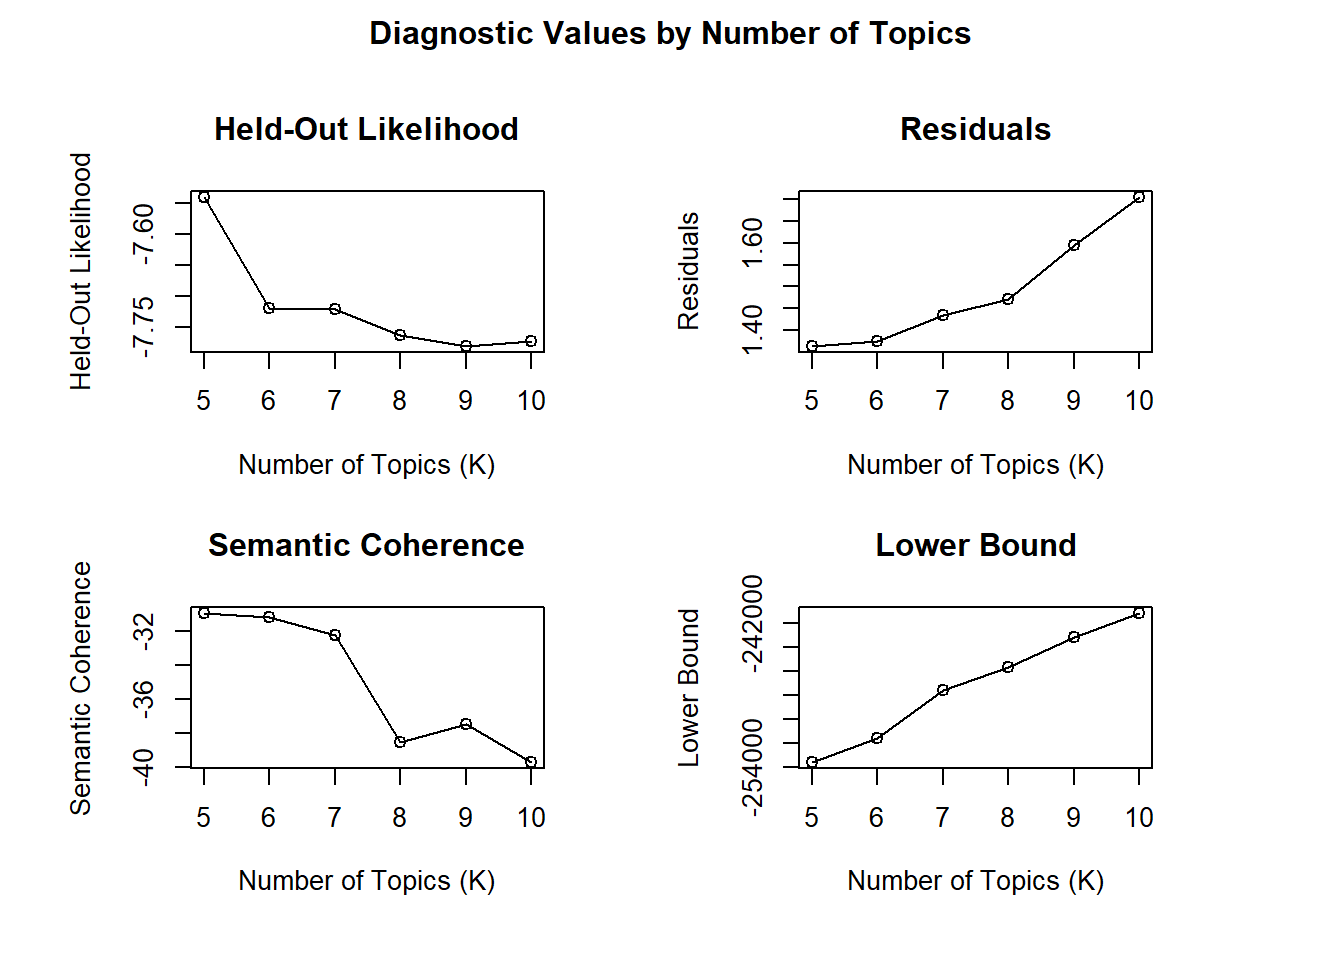 Diagnostic Values by Number of Topics
Held-Out Likelihood
Held-Out Likelihood
-7.60
-7.75
5 6 7 8 9 10
Number of Topics (K)
Residuals
Residuals
1.60
1.40
5 6 7 8 9 10
Number of Topics (K)
Semantic Coherence
Semantic Coherence
-32
-36
-40
5 6 7 8 9 10
Number of Topics (K)
Lower Bound
Lower Bound
-242000
-254000
5 6 7 8 9 10
Number of Topics (K)